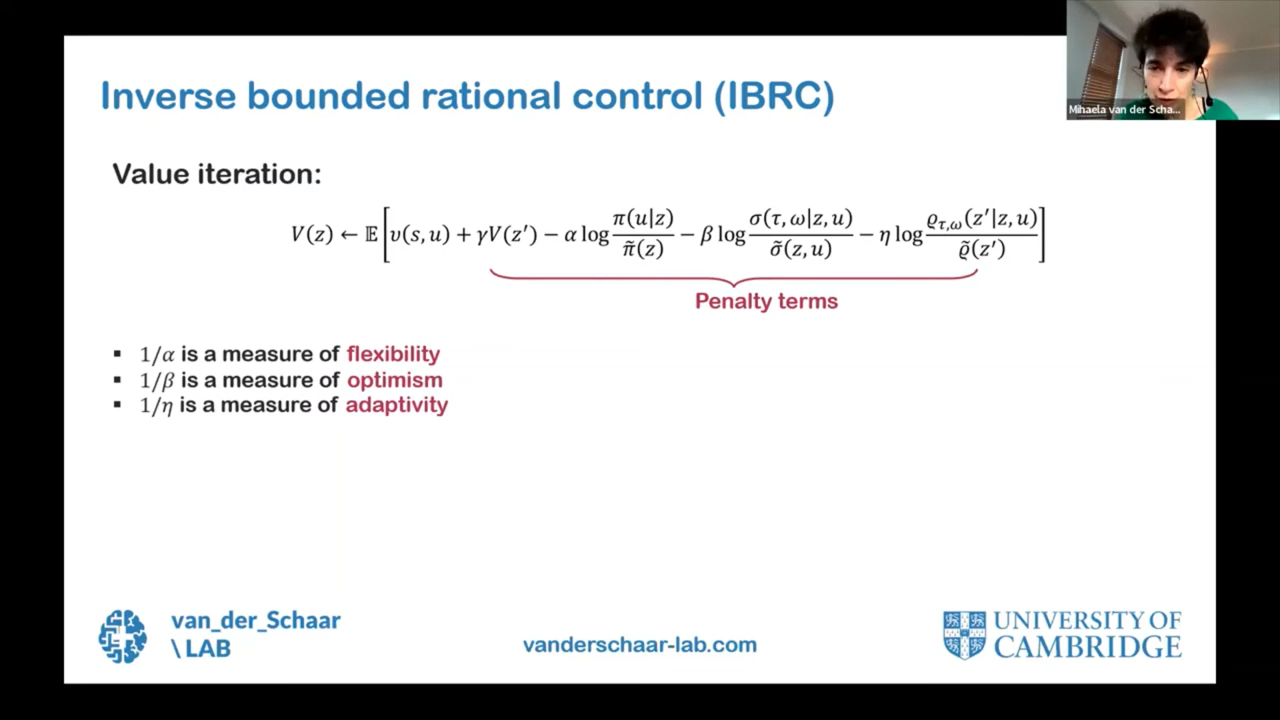 Inverse bounded rational control (IBRC)
Mihaela van der Scha...
Value iteration:
V(z) ← 𝔼[υ(s, u) + γV(z′) − α log π(u|z)/π̃(z) − β log σ(τ, ω|z, u)/σ̃(z, u) − η log ϱ_{τ,ω}(z′|z, u)/ϱ̃(z′)]
Penalty terms
▪ 1/α is a measure of flexibility
▪ 1/β is a measure of optimism
▪ 1/η is a measure of adaptivity
van_der_Schaar
\LAB
vanderschaar-lab.com
UNIVERSITY OF
CAMBRIDGE